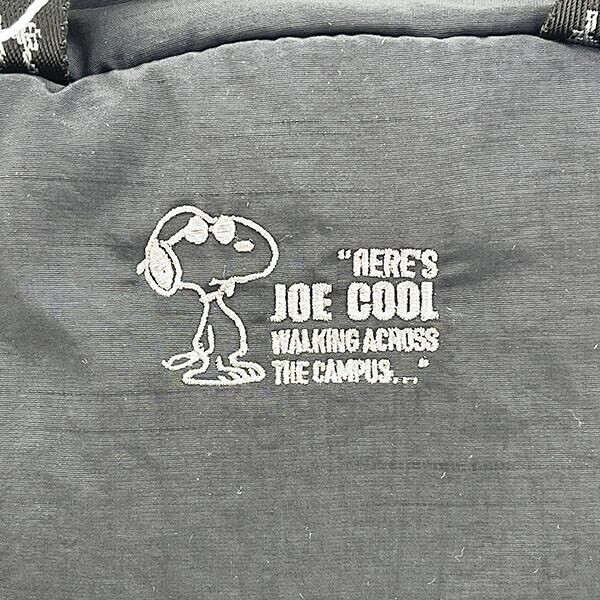 "HERE'S
JOE COOL
WALKING ACROSS
THE CAMPUS..."